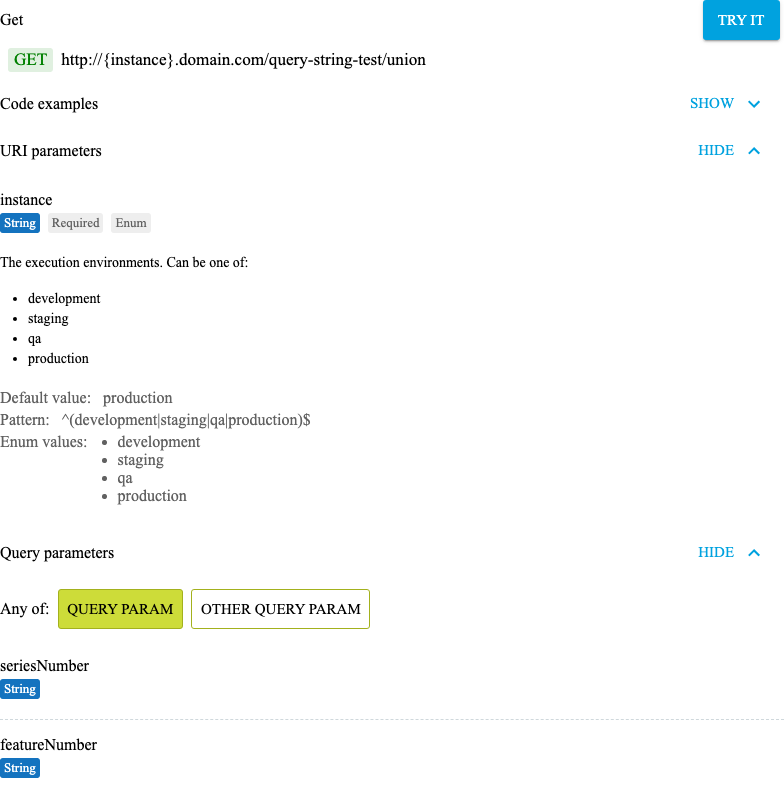 Get
TRY IT
GET http://{instance}.domain.com/query-string-test/union
Code examples
SHOW
URI parameters
HIDE
instance
String Required Enum
The execution environments. Can be one of:
• development
• staging
• qa
• production
Default value: production
Pattern: ^(development|staging|qa|production)$
Enum values: • development
• staging
• qa
• production
Query parameters
HIDE
Any of: QUERY PARAM OTHER QUERY PARAM
seriesNumber
String
featureNumber
String